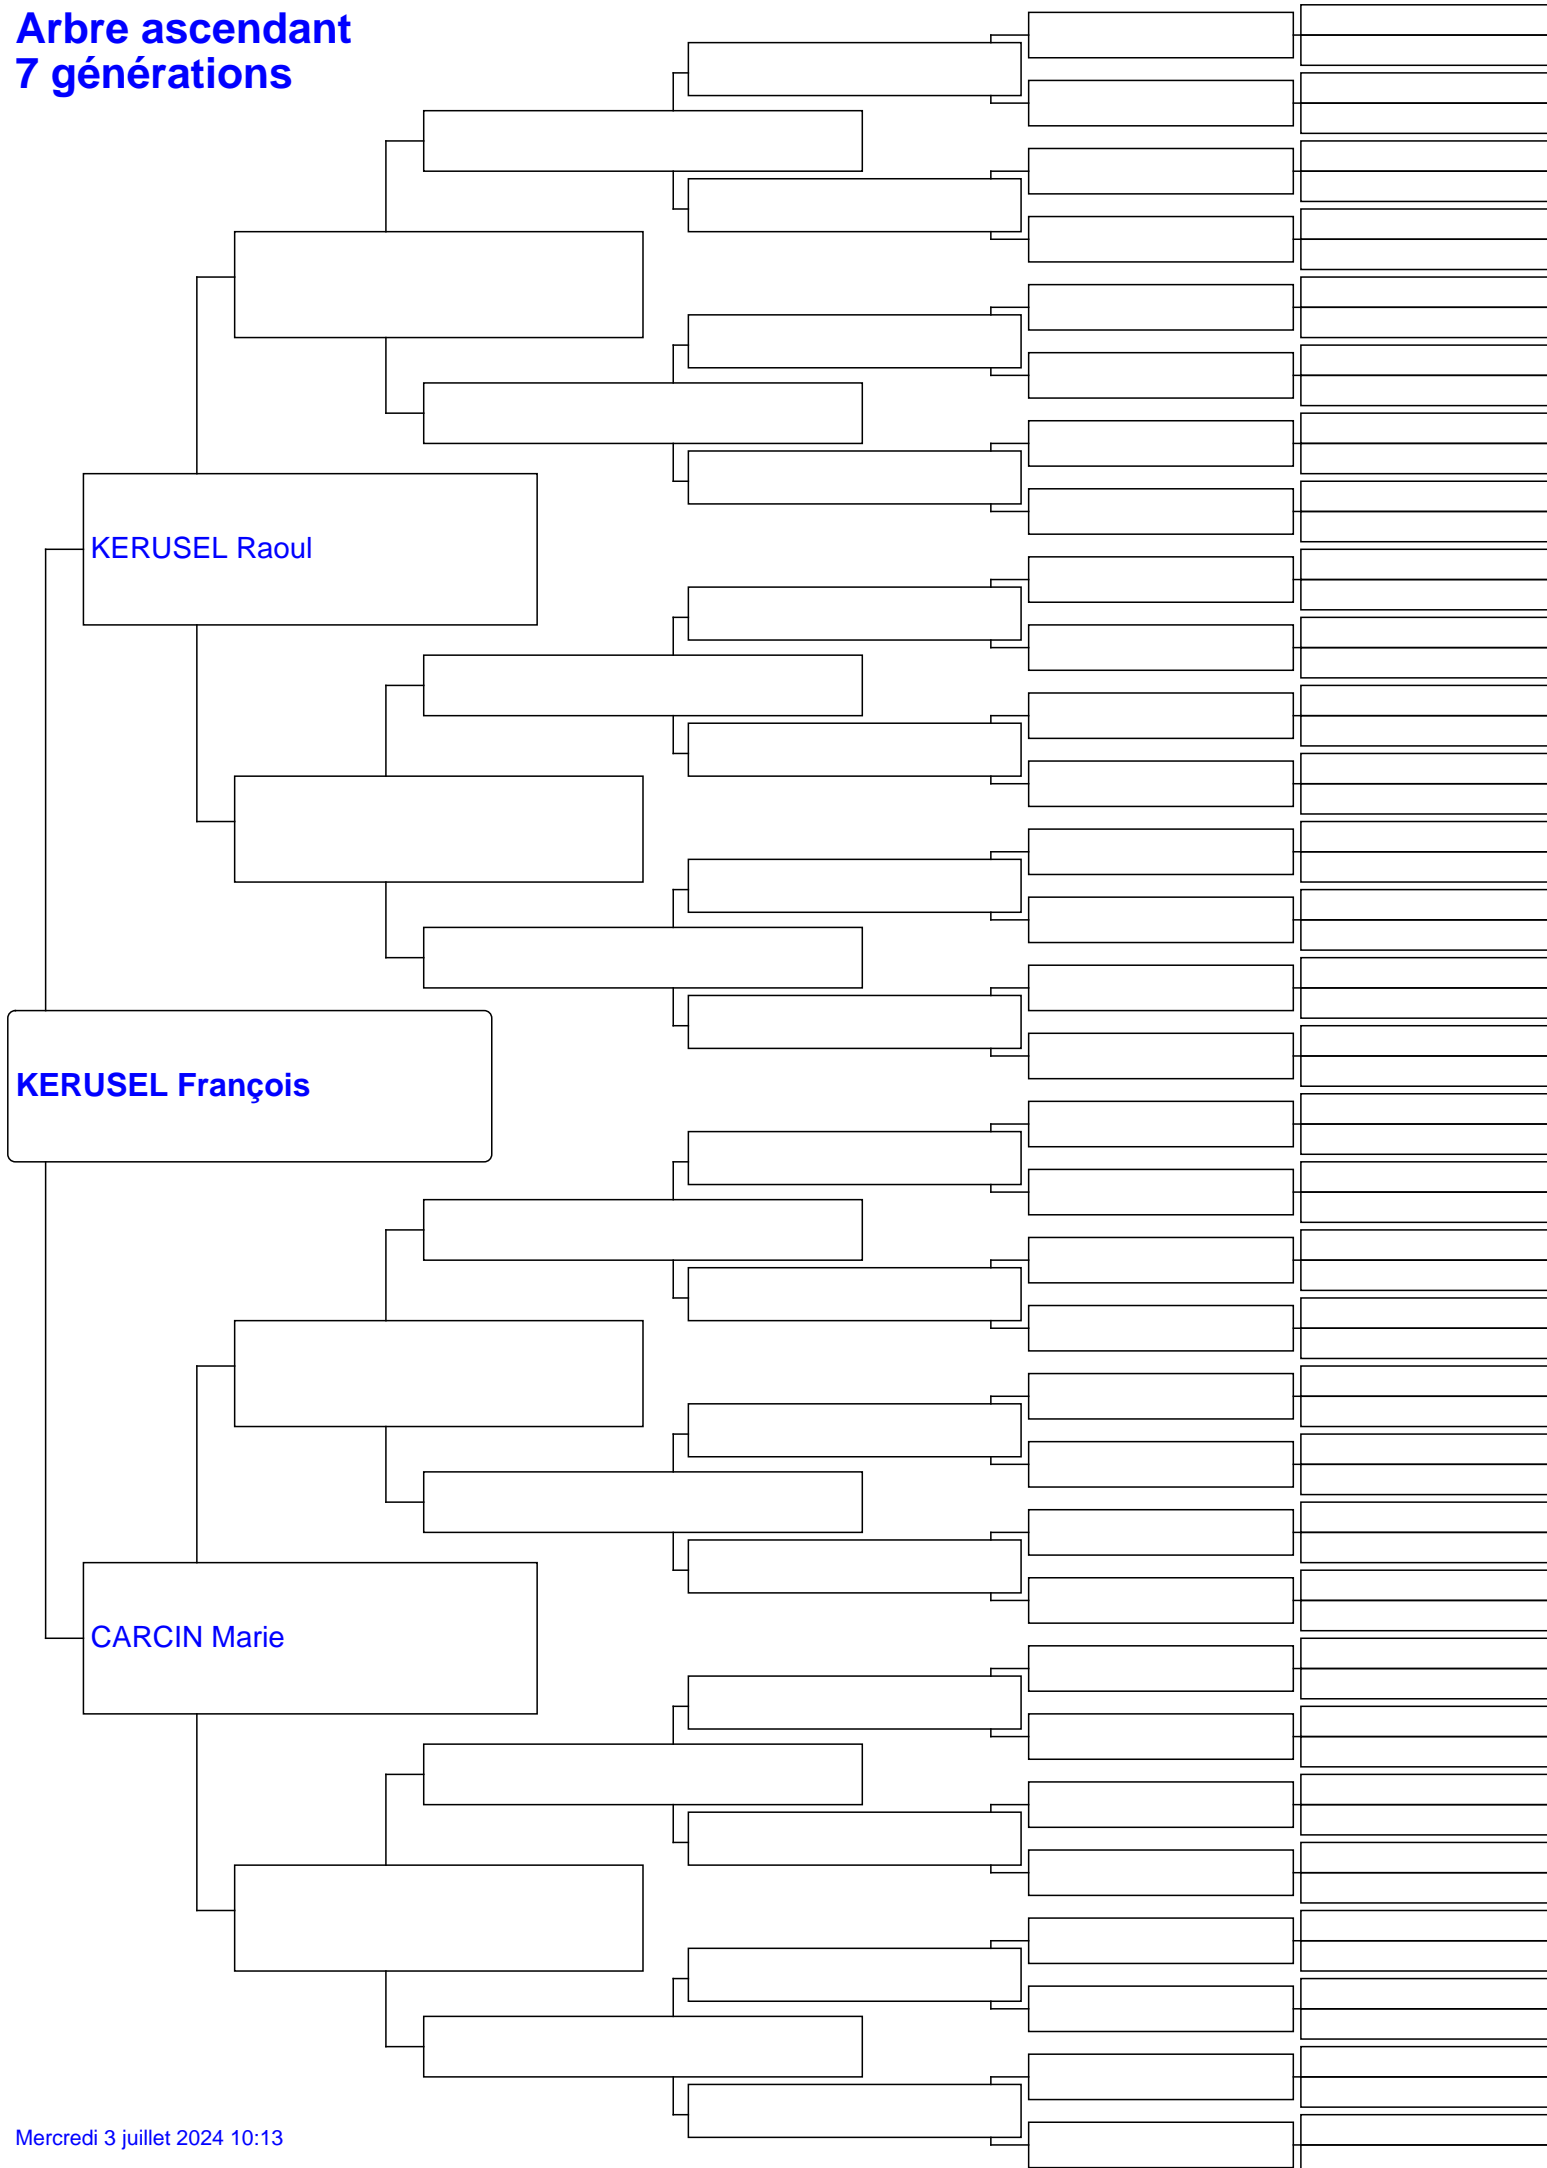 Arbre ascendant
7 générations
KERUSEL Raoul
KERUSEL François
CARCIN Marie
Mercredi 3 juillet 2024 10:13